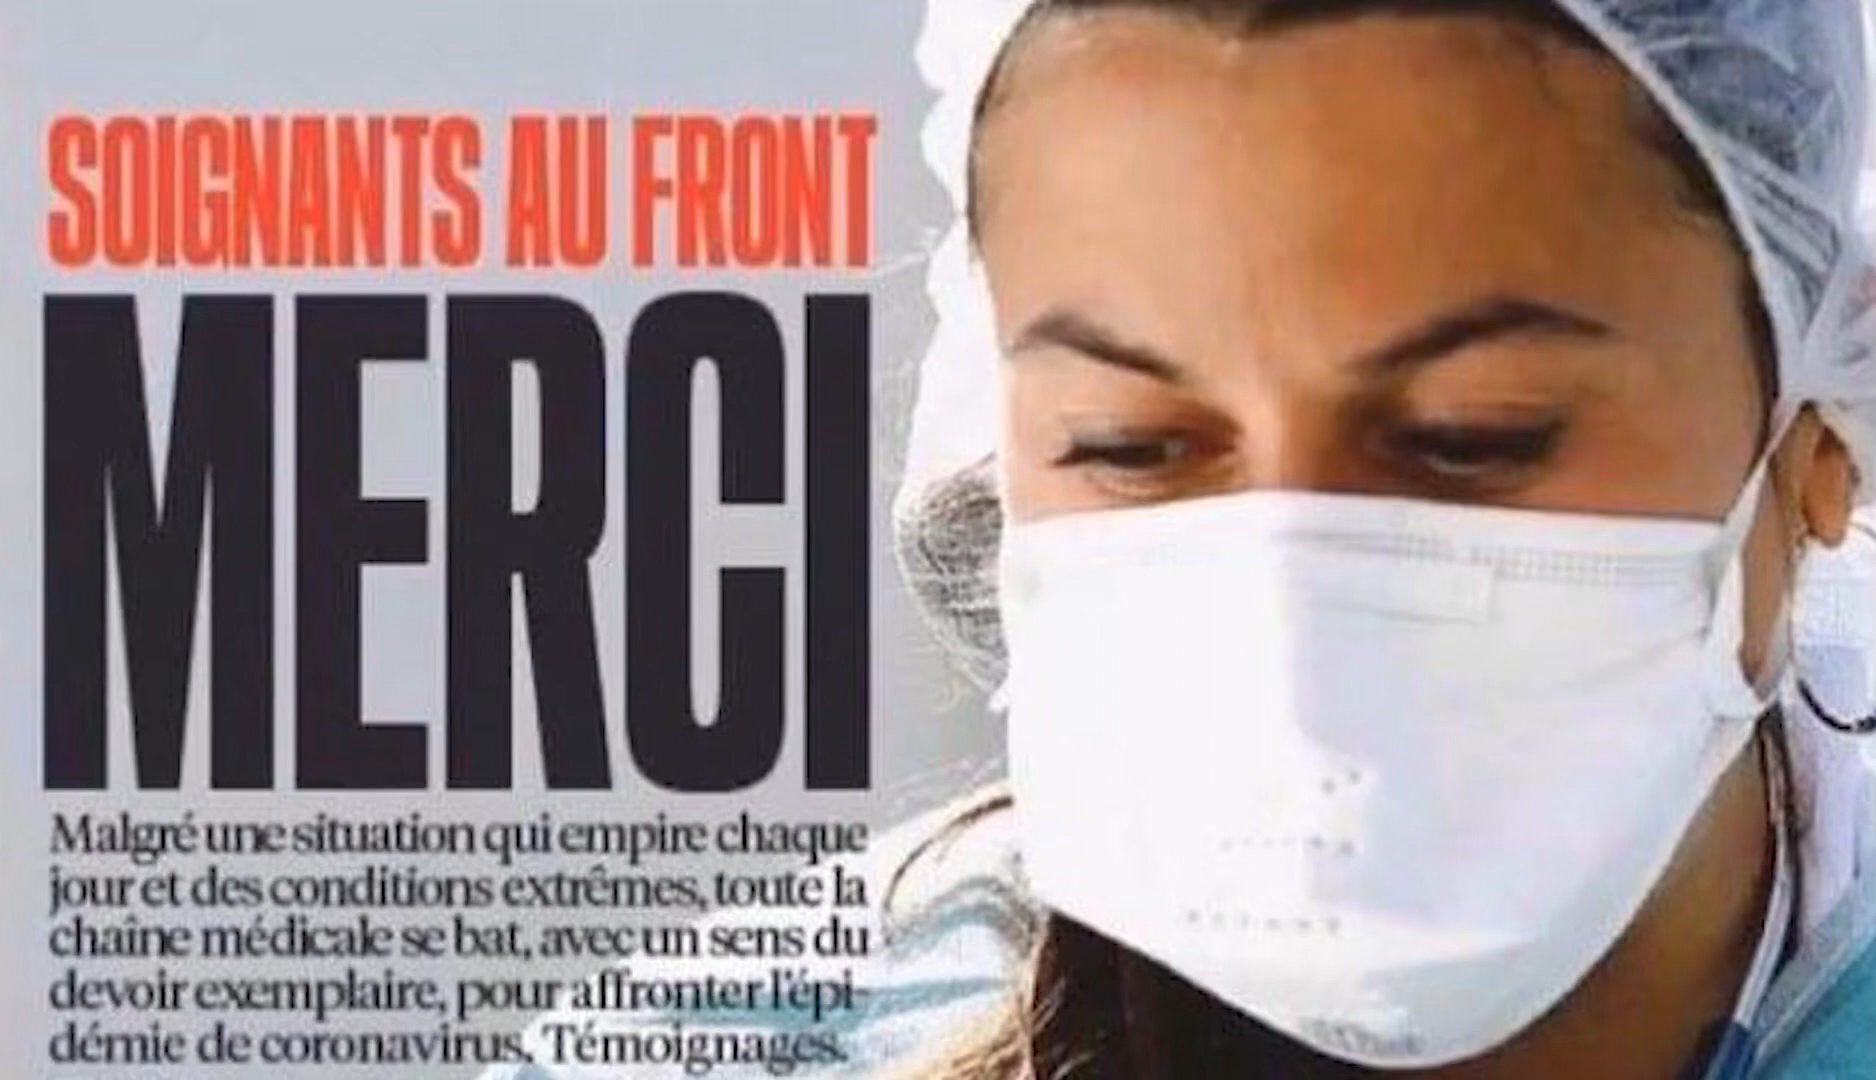 SOIGNANTS AU FRONT
MERCI
Malgré une situation qui empire chaque
jour et des conditions extrêmes, toute la
chaîne médicale se bat, avec un sens du
devoir exemplaire, pour affronter l'épi-
démie de coronavirus. Témoignages.